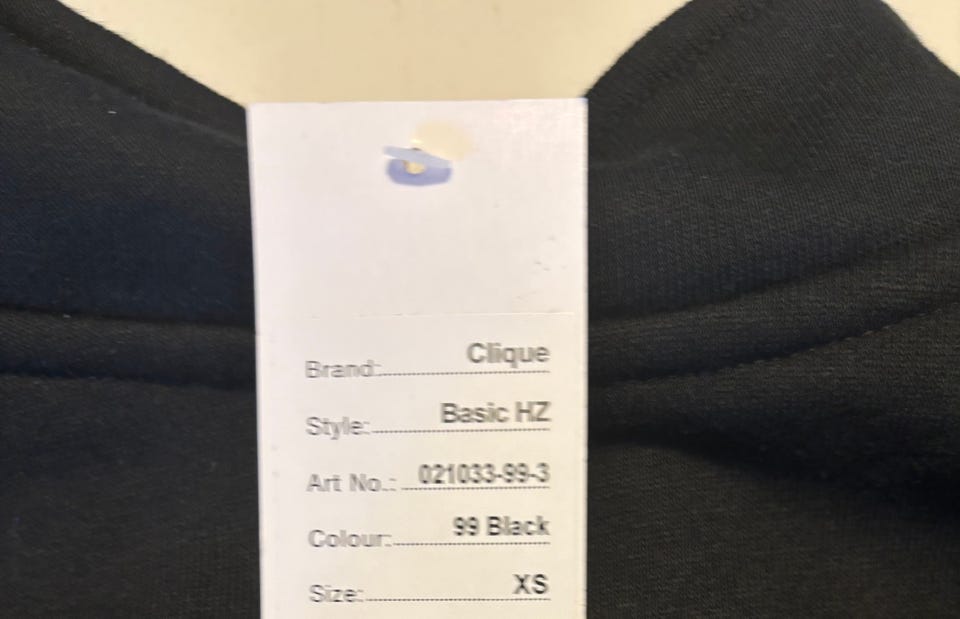 Brand: Clique
Style: Basic HZ
Art No.: 021033-99-3
Colour: 99 Black
Size: XS